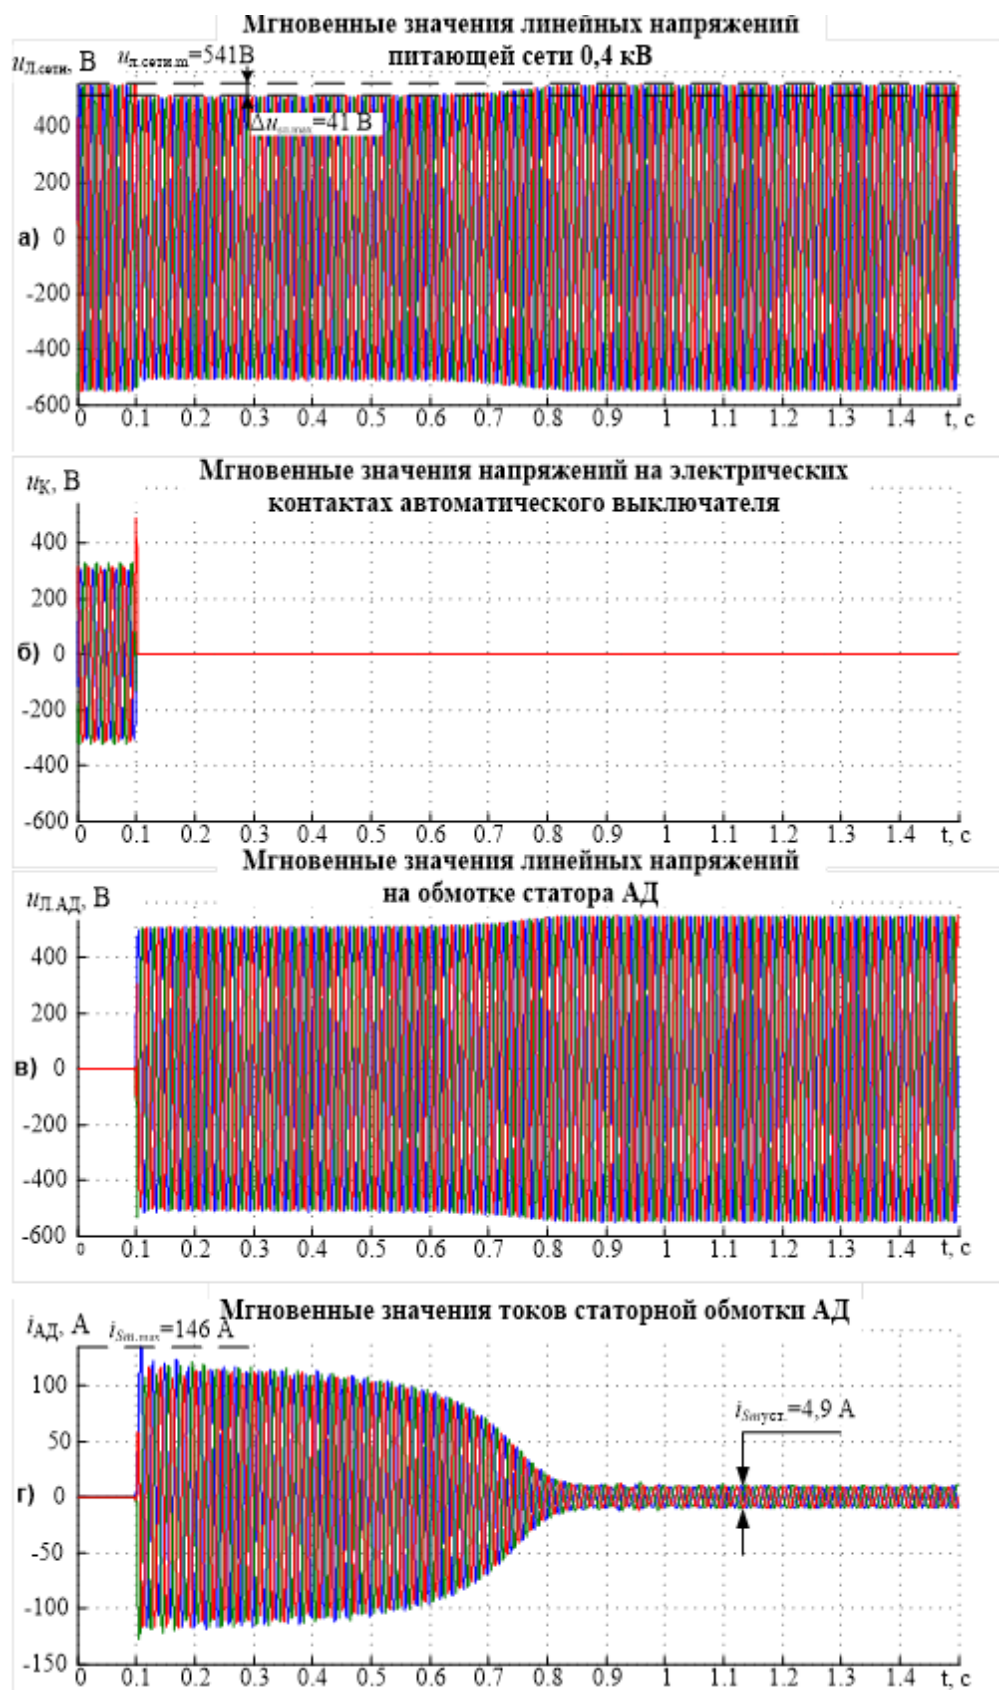 Мгновенные значения линейных напряжений
питающей сети 0,4 кВ
uЛ.сети, В
uл.сети.m=541В
=41 В
400
200
а) 0
-200
-400
-600
0 0.1 0.2 0.3 0.4 0.5 0.6 0.7 0.8 0.9 1 1.1 1.2 1.3 1.4 t, с
Мгновенные значения напряжений на электрических
контактах автоматического выключателя
uК, В
400
200
б) 0
-200
-400
-600
0 0.1 0.2 0.3 0.4 0.5 0.6 0.7 0.8 0.9 1 1.1 1.2 1.3 1.4 t, с
Мгновенные значения линейных напряжений
на обмотке статора АД
uЛ.АД, В
400
200
в) 0
-200
-400
-600
0 0.1 0.2 0.3 0.4 0.5 0.6 0.7 0.8 0.9 1 1.1 1.2 1.3 1.4 t, с
Мгновенные значения токов статорной обмотки АД
iАД, А
iSm.max=146 А
100
50
iSmуст.=4,9 А
г) 0
-50
-100
-150
0 0.1 0.2 0.3 0.4 0.5 0.6 0.7 0.8 0.9 1 1.1 1.2 1.3 1.4 t, с